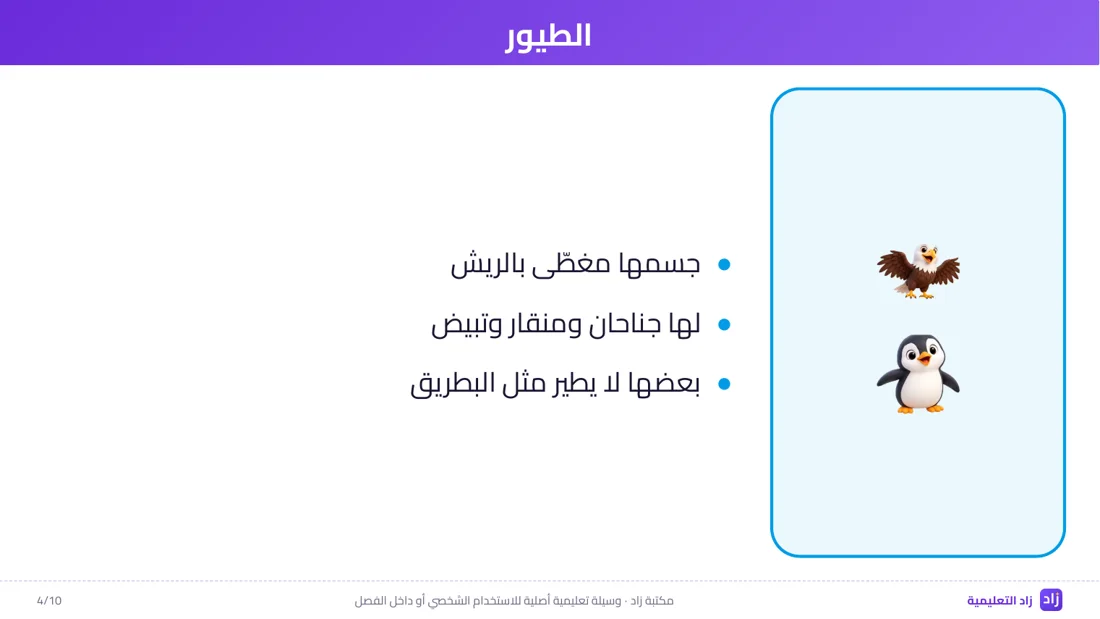 الطيور
جسمها مغطّى بالريش
لها جناحان ومنقار وتبيض
بعضها لا يطير مثل البطريق
زاد زاد التعليمية
مكتبة زاد · وسيلة تعليمية أصلية للاستخدام الشخصي أو داخل الفصل
4/10